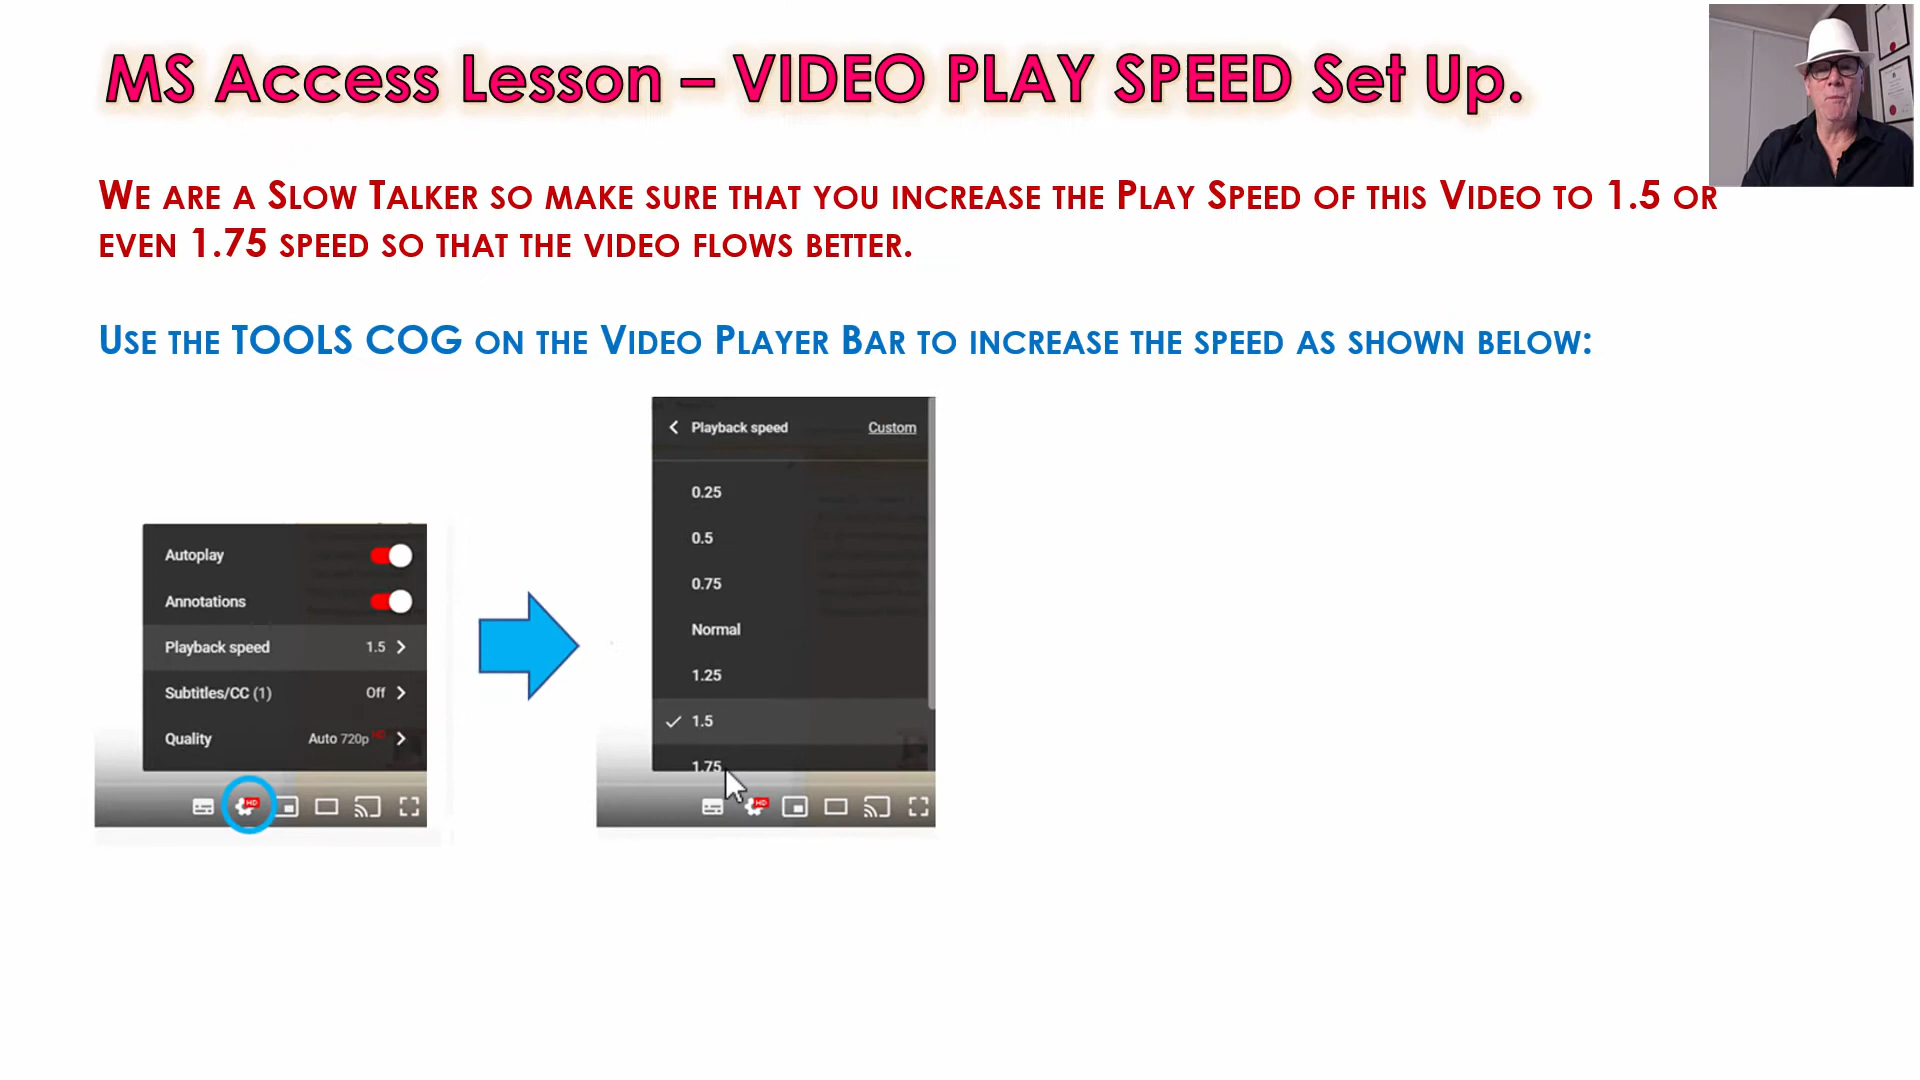 MS Access Lesson – VIDEO PLAY SPEED Set Up.
WE ARE A SLOW TALKER SO MAKE SURE THAT YOU INCREASE THE PLAY SPEED OF THIS VIDEO TO 1.5 OR
EVEN 1.75 SPEED SO THAT THE VIDEO FLOWS BETTER.
USE THE TOOLS COG ON THE VIDEO PLAYER BAR TO INCREASE THE SPEED AS SHOWN BELOW:
Autoplay
Annotations
Playback speed 1.5
Subtitles/CC (1) Off
Quality Auto 720p HD
HD
Playback speed Custom
0.25
0.5
0.75
Normal
1.25
1.5
1.75
HD